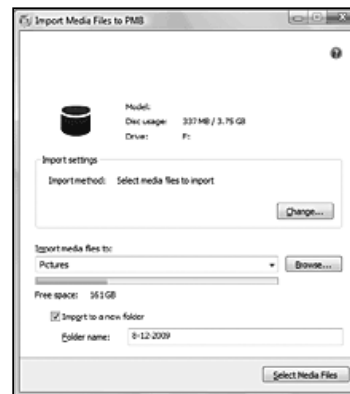 Import Media Files to PMB
Model:
Disc usage: 337 MB / 3.75 GB
Drive: F:
Import settings
Import method: Select media files to import
Change...
Import media files to:
Pictures
Browse...
Free space: 161GB
Import to a new folder
Folder name: 8-12-2009
Select Media Files